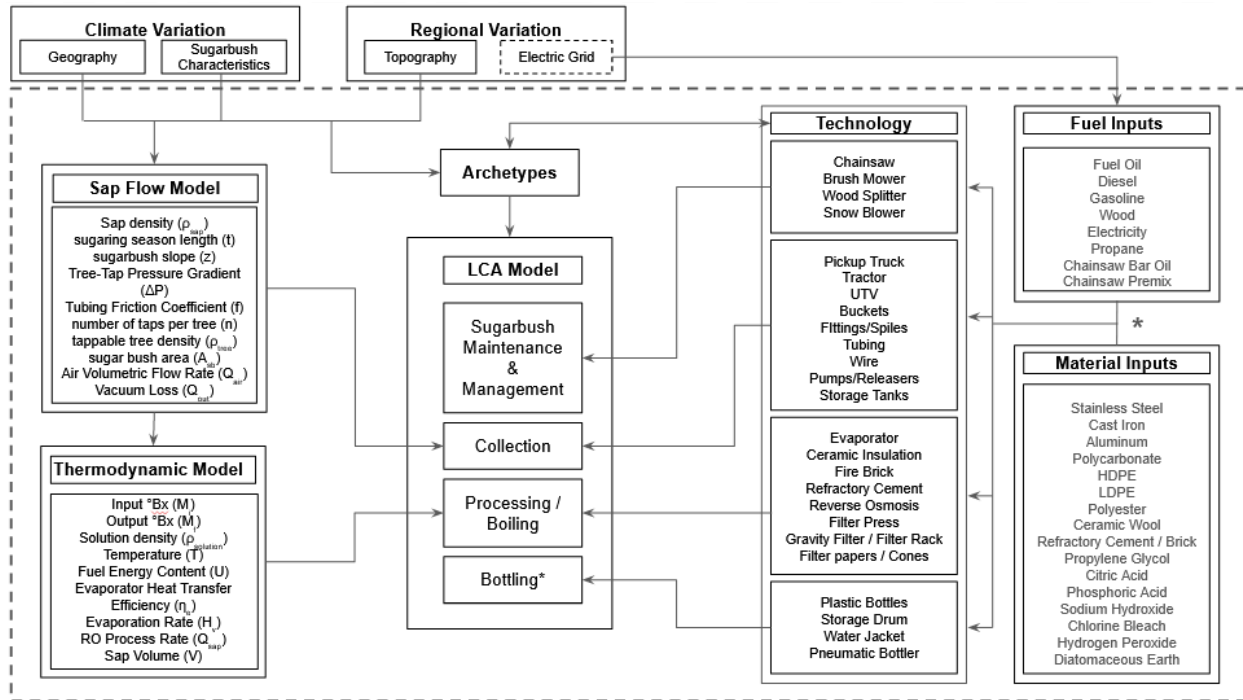 Climate Variation
Geography
Sugarbush
Characteristics
Regional Variation
Topography
Electric Grid
Sap Flow Model
Sap density (ρsap)
sugaring season length (t)
sugarbush slope (z)
Tree-Tap Pressure Gradient
(ΔP)
Tubing Friction Coefficient (f)
number of taps per tree (n)
tappable tree density (ρtree)
sugar bush area (Asb)
Air Volumetric Flow Rate (Qair)
Vacuum Loss (Qout)
Thermodynamic Model
Input °Bx (Mi)
Output °Bx (Mf)
Solution density (ρsolution)
Temperature (T)
Fuel Energy Content (U)
Evaporator Heat Transfer
Efficiency (ηs)
Evaporation Rate (Hv)
RO Process Rate (Qsap)
Sap Volume (V)
Archetypes
LCA Model
Sugarbush
Maintenance
&
Management
Collection
Processing /
Boiling
Bottling*
Technology
Chainsaw
Brush Mower
Wood Splitter
Snow Blower
Pickup Truck
Tractor
UTV
Buckets
FIttings/Spiles
Tubing
Wire
Pumps/Releasers
Storage Tanks
Evaporator
Ceramic Insulation
Fire Brick
Refractory Cement
Reverse Osmosis
Filter Press
Gravity Filter / Filter Rack
Filter papers / Cones
Plastic Bottles
Storage Drum
Water Jacket
Pneumatic Bottler
Fuel Inputs
Fuel Oil
Diesel
Gasoline
Wood
Electricity
Propane
Chainsaw Bar Oil
Chainsaw Premix
*
Material Inputs
Stainless Steel
Cast Iron
Aluminum
Polycarbonate
HDPE
LDPE
Polyester
Ceramic Wool
Refractory Cement / Brick
Propylene Glycol
Citric Acid
Phosphoric Acid
Sodium Hydroxide
Chlorine Bleach
Hydrogen Peroxide
Diatomaceous Earth